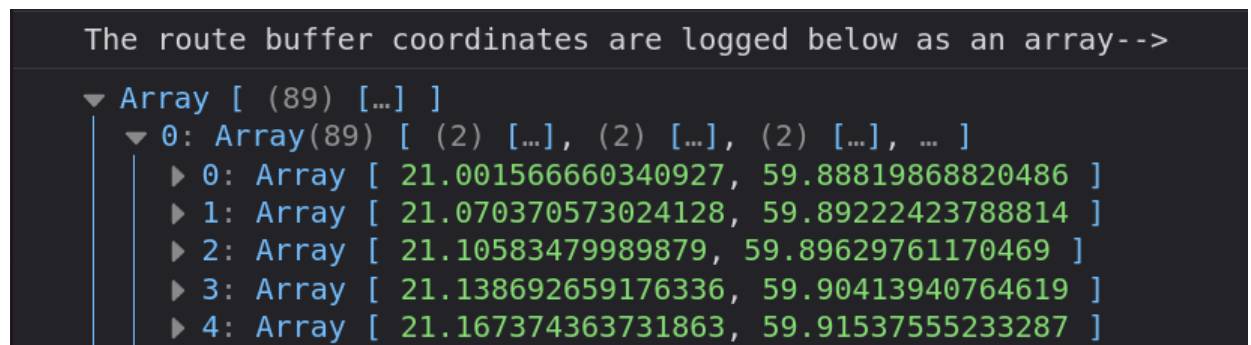 The route buffer coordinates are logged below as an array-->
Array [ (89) […] ]
0: Array(89) [ (2) […], (2) […], (2) […], … ]
0: Array [ 21.001566660340927, 59.88819868820486 ]
1: Array [ 21.070370573024128, 59.89222423788814 ]
2: Array [ 21.10583479989879, 59.89629761170469 ]
3: Array [ 21.138692659176336, 59.90413940764619 ]
4: Array [ 21.167374363731863, 59.91537555233287 ]